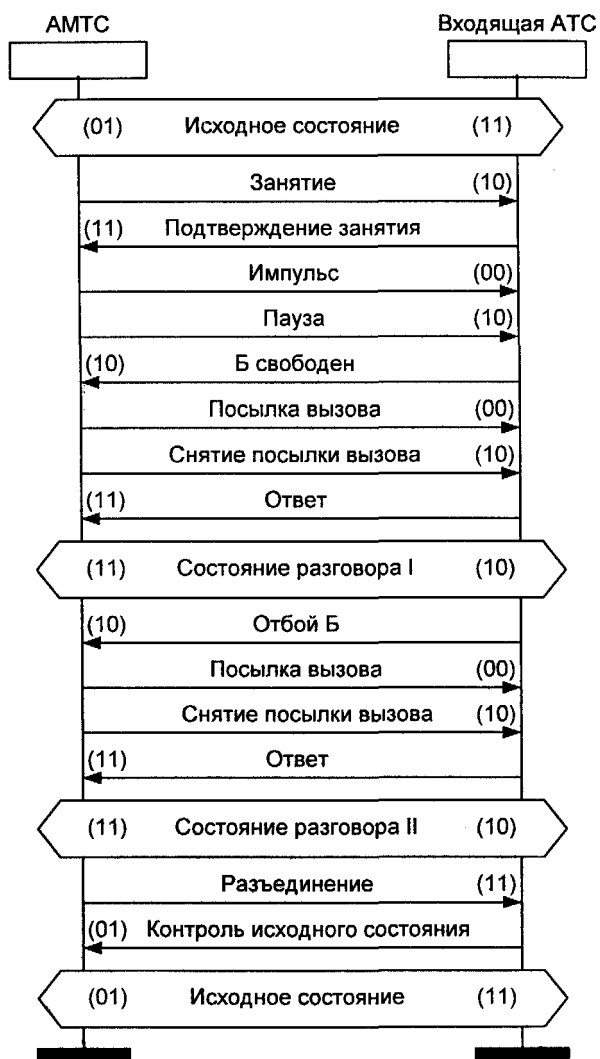 АМТС Входящая АТС
(01) Исходное состояние (11)
Занятие (10)
(11) Подтверждение занятия
Импульс (00)
Пауза (10)
(10) Б свободен
Посылка вызова (00)
Снятие посылки вызова (10)
(11) Ответ
(11) Состояние разговора I (10)
(10) Отбой Б
Посылка вызова (00)
Снятие посылки вызова (10)
(11) Ответ
(11) Состояние разговора II (10)
Разъединение (11)
(01) Контроль исходного состояния
(01) Исходное состояние (11)